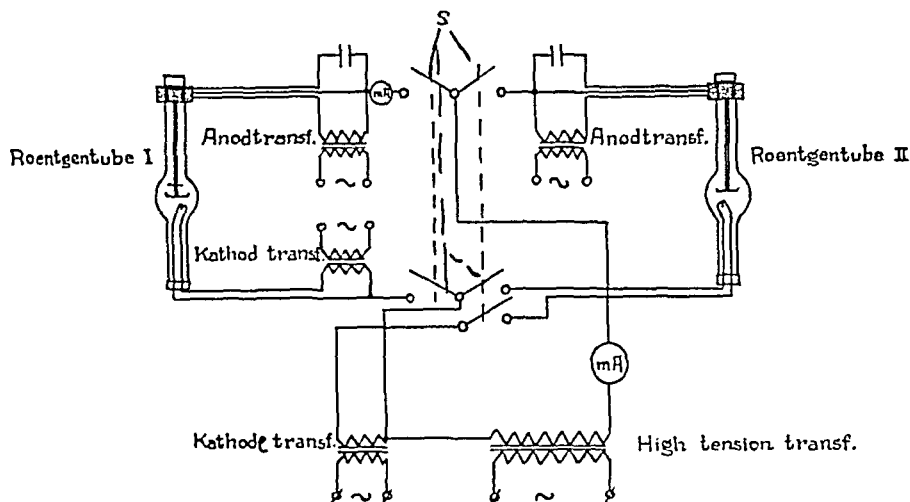 S
mA
Anodtransf.
Anodtransf.
Roentgentube I
Roentgentube II
~
~
~
Kathod transf.
mA
Kathode transf.
High tension transf.
~
~